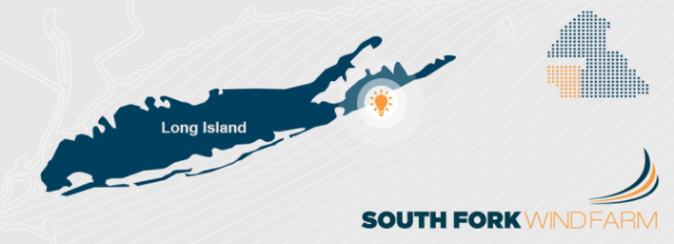 Long Island
SOUTH FORK WIND FARM